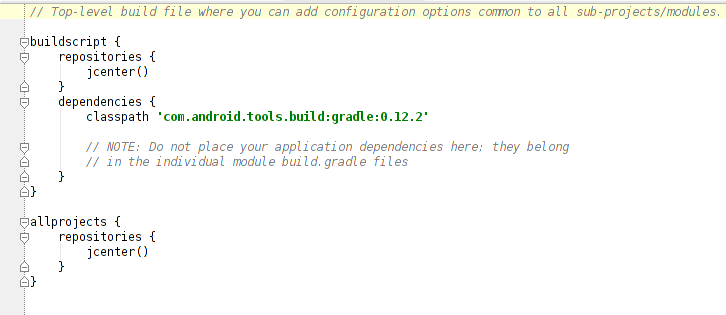 // Top-level build file where you can add configuration options common to all sub-projects/modules.
buildscript {
repositories {
jcenter()
}
dependencies {
classpath 'com.android.tools.build:gradle:0.12.2'
// NOTE: Do not place your application dependencies here; they belong
// in the individual module build.gradle files
}
}
allprojects {
repositories {
jcenter()
}
}